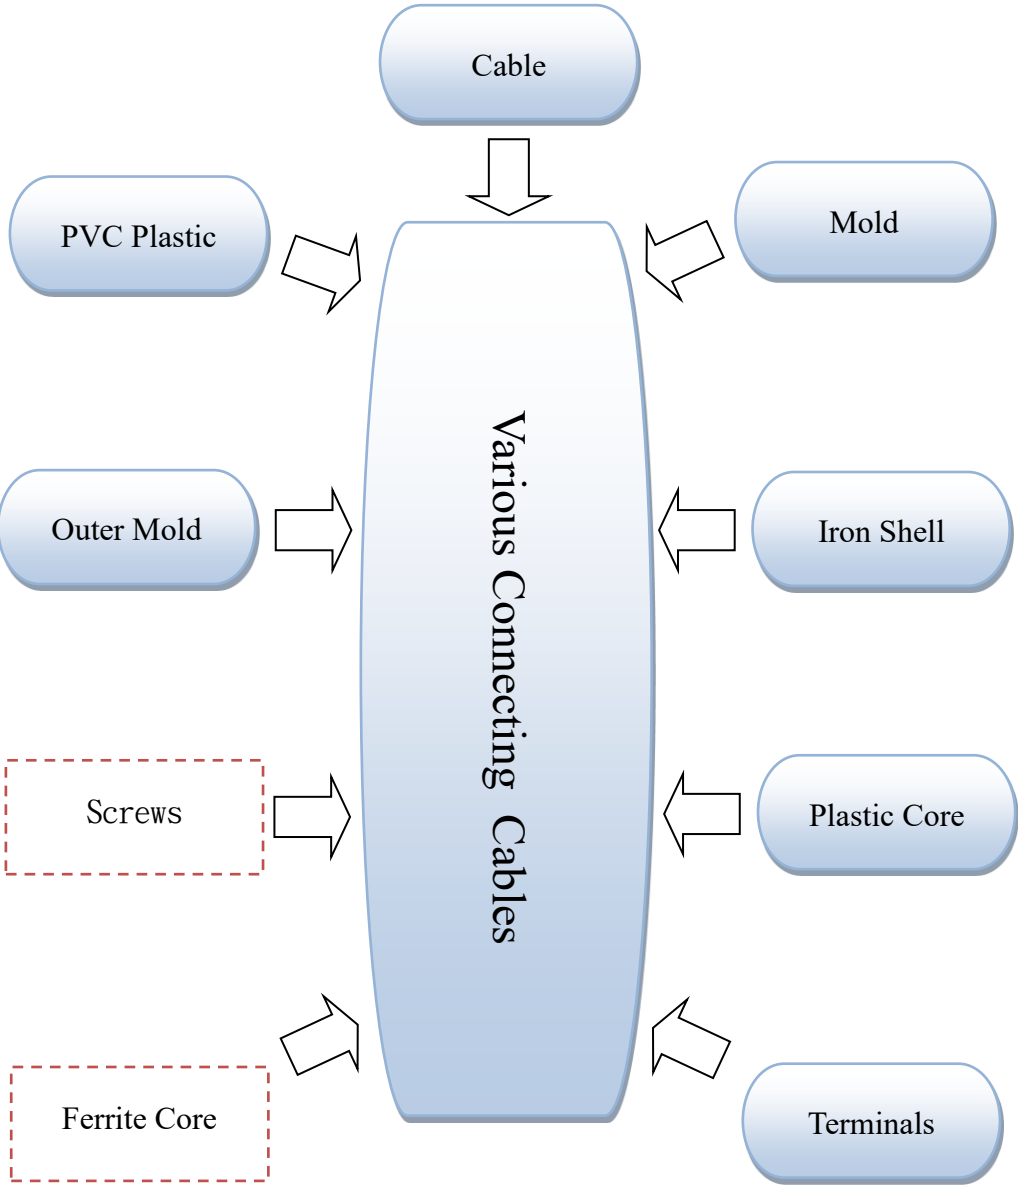 Cable
PVC Plastic
Mold
Various Connecting Cables
Outer Mold
Iron Shell
Screws
Plastic Core
Ferrite Core
Terminals